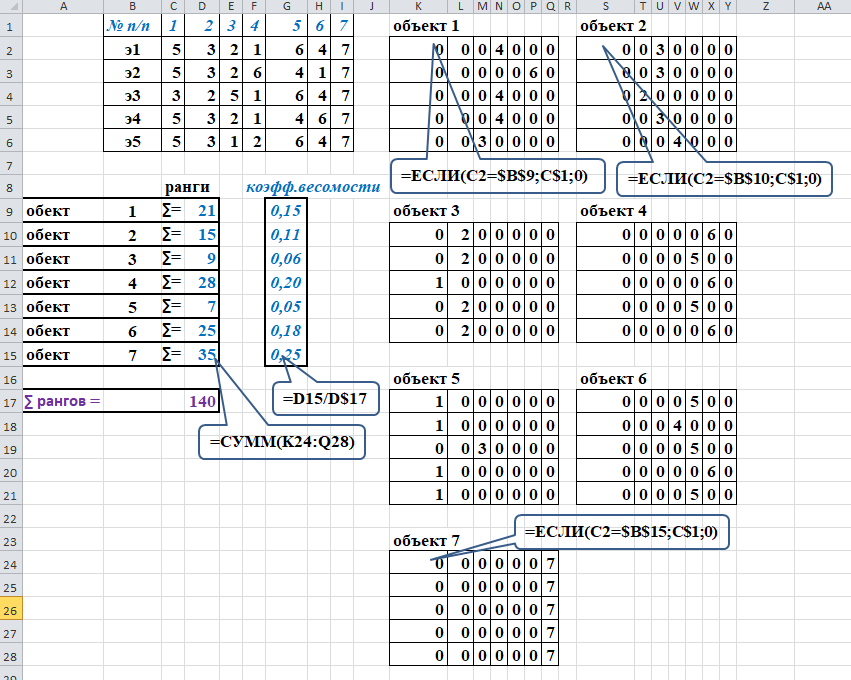 A B C D E F G H I J K L M N O P Q R S T U V W X Y Z AA
1 № п/п 1 2 3 4 5 6 7 объект 1 объект 2
2 э1 5 3 2 1 6 4 7 0 0 0 4 0 0 0 0 0 3 0 0 0 0
3 э2 5 3 2 6 4 1 7 0 0 0 0 0 6 0 0 0 3 0 0 0 0
4 э3 3 2 5 1 6 4 7 0 0 0 4 0 0 0 0 2 0 0 0 0 0
5 э4 5 3 2 1 4 6 7 0 0 0 4 0 0 0 0 0 3 0 0 0 0
6 э5 5 3 1 2 6 4 7 0 0 3 0 0 0 0 0 0 0 4 0 0 0
7
=ЕСЛИ(C2=$B$9;C$1;0) =ЕСЛИ(C2=$B$10;C$1;0)
8 ранги коэфф.весомости
9 обект 1 ∑= 21 0,15 объект 3 объект 4
10 обект 2 ∑= 15 0,11 0 2 0 0 0 0 0 0 0 0 0 0 6 0
11 обект 3 ∑= 9 0,06 0 2 0 0 0 0 0 0 0 0 0 5 0 0
12 обект 4 ∑= 28 0,20 1 0 0 0 0 0 0 0 0 0 0 0 6 0
13 обект 5 ∑= 7 0,05 0 2 0 0 0 0 0 0 0 0 0 5 0 0
14 обект 6 ∑= 25 0,18 0 2 0 0 0 0 0 0 0 0 0 0 6 0
15 обект 7 ∑= 35 0,25
16 объект 5 объект 6
17 ∑ рангов = 140 =D15/D$17 1 0 0 0 0 0 0 0 0 0 0 5 0 0
18 1 0 0 0 0 0 0 0 0 0 4 0 0 0
19 =СУММ(K24:Q28) 0 0 3 0 0 0 0 0 0 0 0 5 0 0
20 1 0 0 0 0 0 0 0 0 0 0 0 6 0
21 1 0 0 0 0 0 0 0 0 0 0 5 0 0
22
23 объект 7 =ЕСЛИ(C2=$B$15;C$1;0)
24 0 0 0 0 0 0 7
25 0 0 0 0 0 0 7
26 0 0 0 0 0 0 7
27 0 0 0 0 0 0 7
28 0 0 0 0 0 0 7